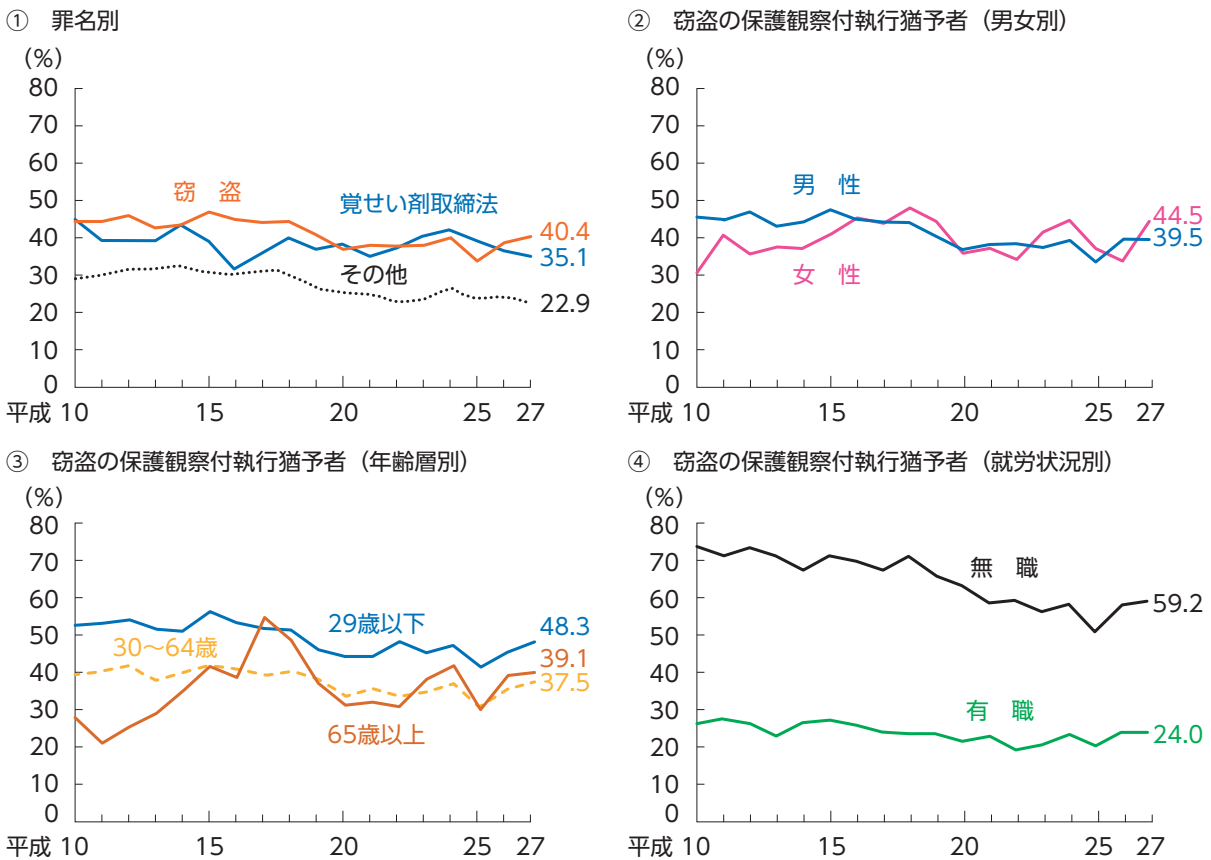 ① 罪名別
(%)
80
70
60
50
40
30
20
10
0
平成 10 15 20 25 27
窃 盗
覚せい剤取締法
その他
40.4
35.1
22.9
② 窃盗の保護観察付執行猶予者（男女別）
(%)
80
70
60
50
40
30
20
10
0
平成 10 15 20 25 27
男 性
女 性
44.5
39.5
③ 窃盗の保護観察付執行猶予者（年齢層別）
(%)
80
70
60
50
40
30
20
10
0
平成 10 15 20 25 27
29歳以下
30～64歳
65歳以上
48.3
39.1
37.5
④ 窃盗の保護観察付執行猶予者（就労状況別）
(%)
80
70
60
50
40
30
20
10
0
平成 10 15 20 25 27
無 職
有 職
59.2
24.0